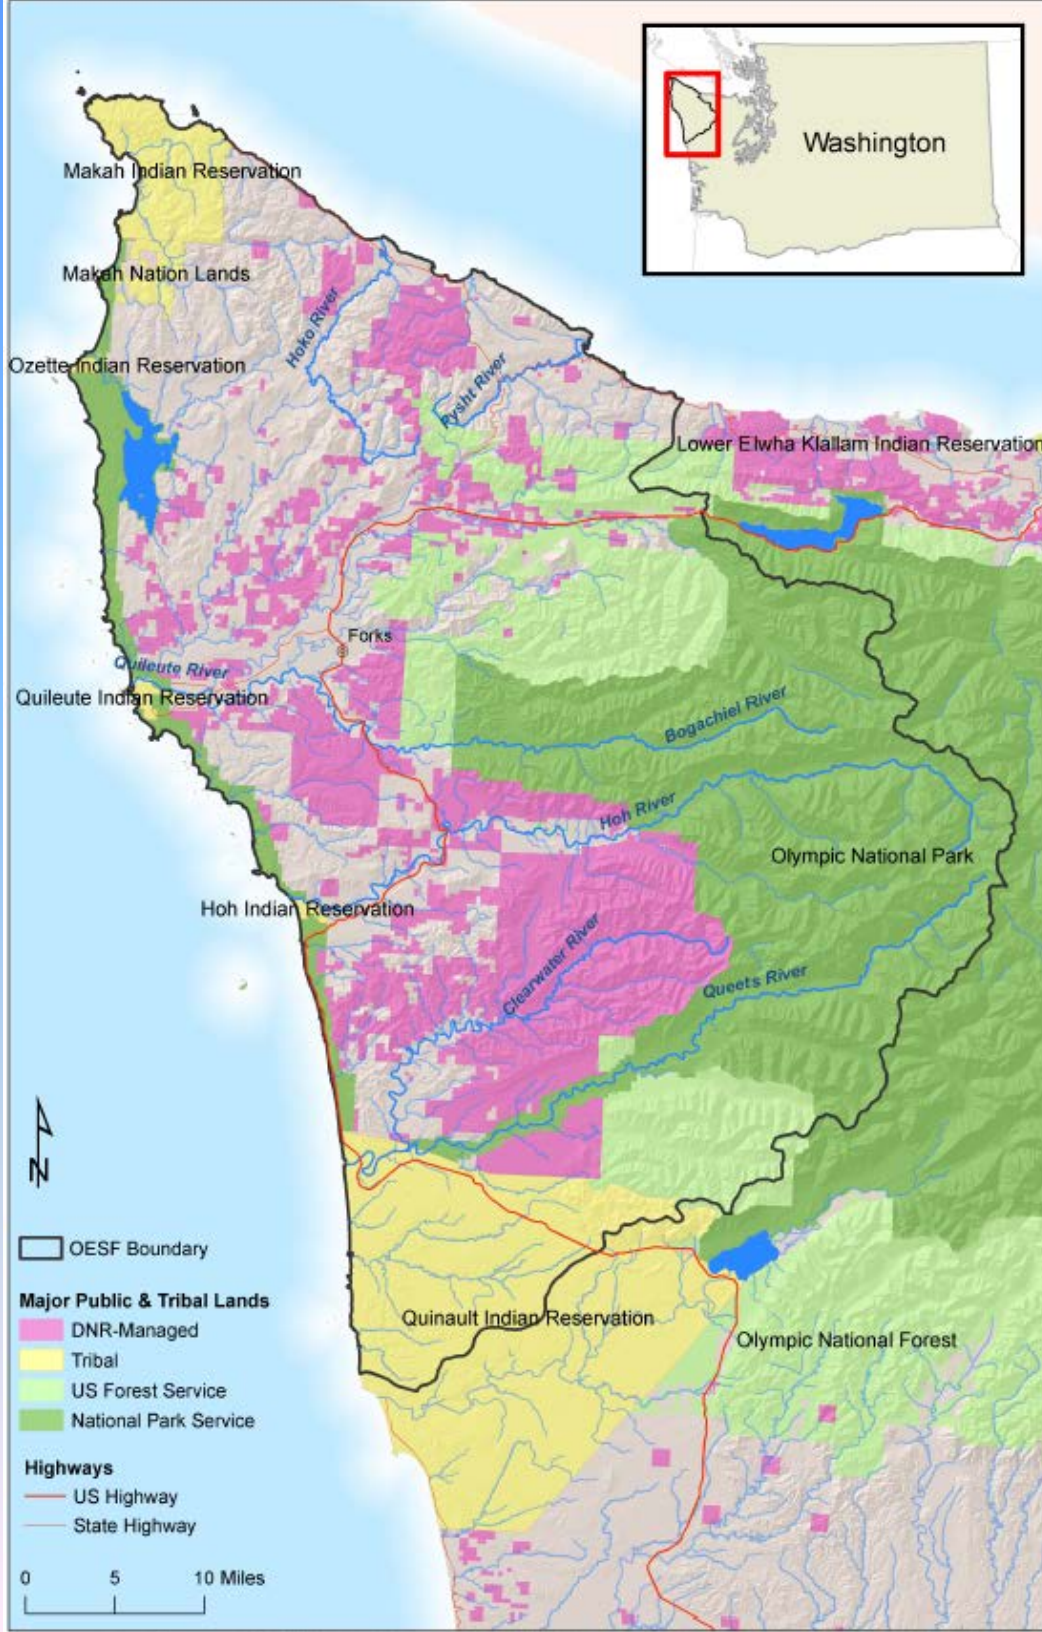 Washington
Makah Indian Reservation
Makah Nation Lands
Hoko River
Ozette Indian Reservation
Pysht River
Lower Elwha Klallam Indian Reservation
Forks
Quileute River
Quileute Indian Reservation
Bogachiel River
Hoh River
Olympic National Park
Hoh Indian Reservation
Clearwater River
Queets River
N
OESF Boundary
Major Public & Tribal Lands
DNR-Managed
Tribal
US Forest Service
National Park Service
Quinault Indian Reservation
Olympic National Forest
Highways
US Highway
State Highway
0 5 10 Miles